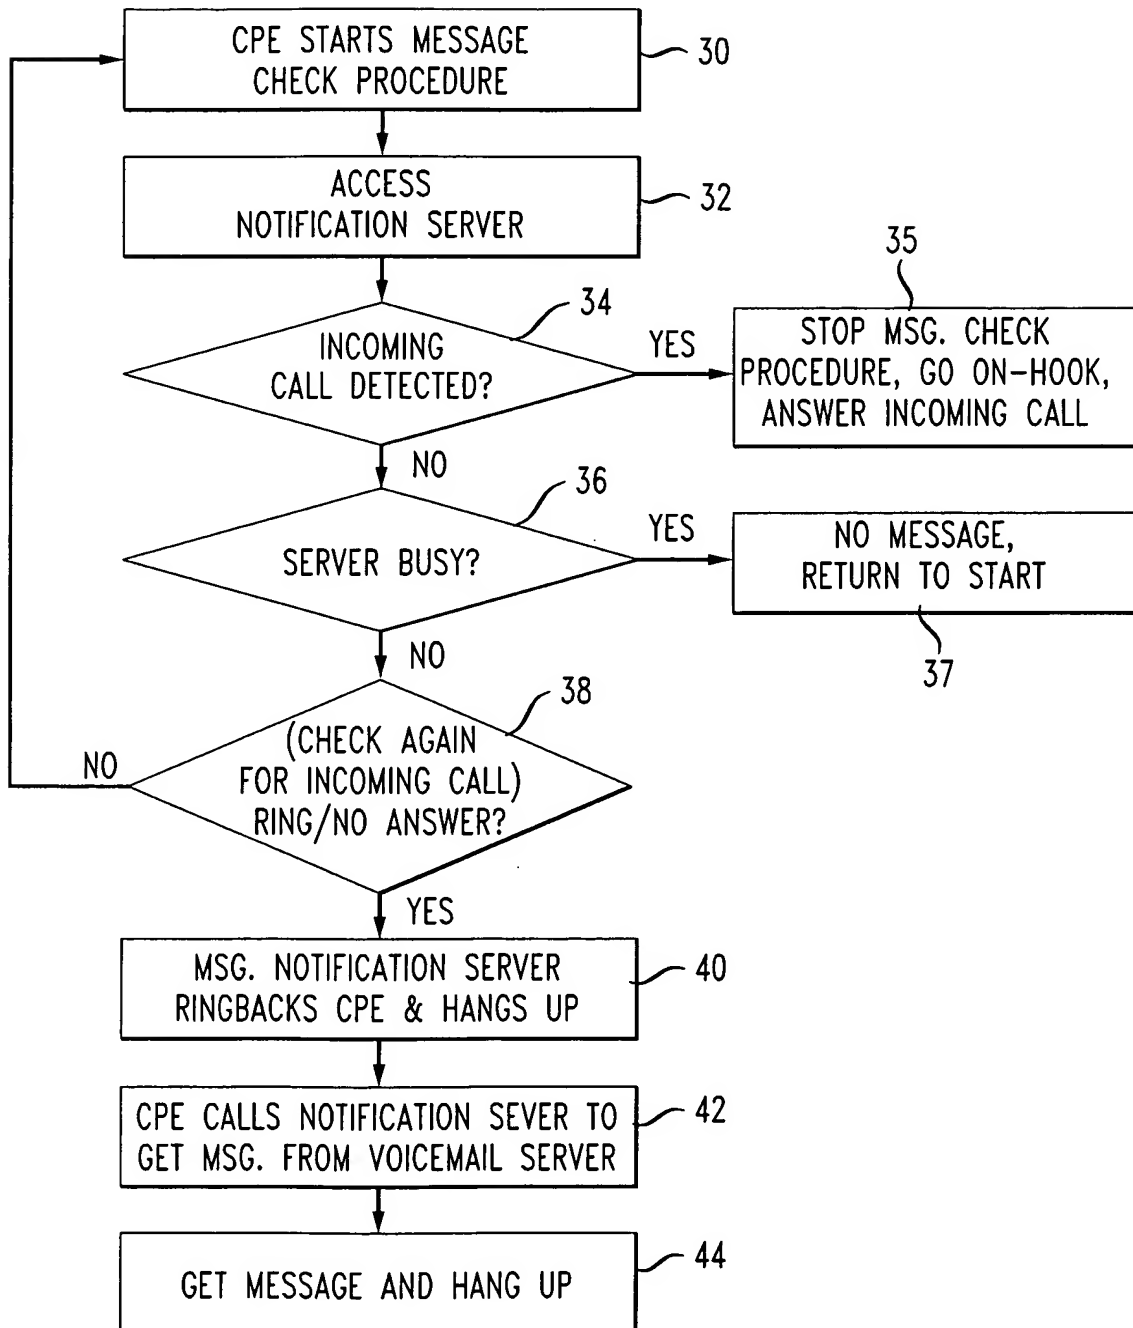 CPE STARTS MESSAGE
CHECK PROCEDURE
30
ACCESS
NOTIFICATION SERVER
32
INCOMING
CALL DETECTED?
34
YES
35
STOP MSG. CHECK
PROCEDURE, GO ON-HOOK,
ANSWER INCOMING CALL
NO
36
SERVER BUSY?
YES
NO MESSAGE,
RETURN TO START
37
NO
38
(CHECK AGAIN
FOR INCOMING CALL)
RING/NO ANSWER?
NO
YES
MSG. NOTIFICATION SERVER
RINGBACKS CPE & HANGS UP
40
CPE CALLS NOTIFICATION SEVER TO
GET MSG. FROM VOICEMAIL SERVER
42
GET MESSAGE AND HANG UP
44